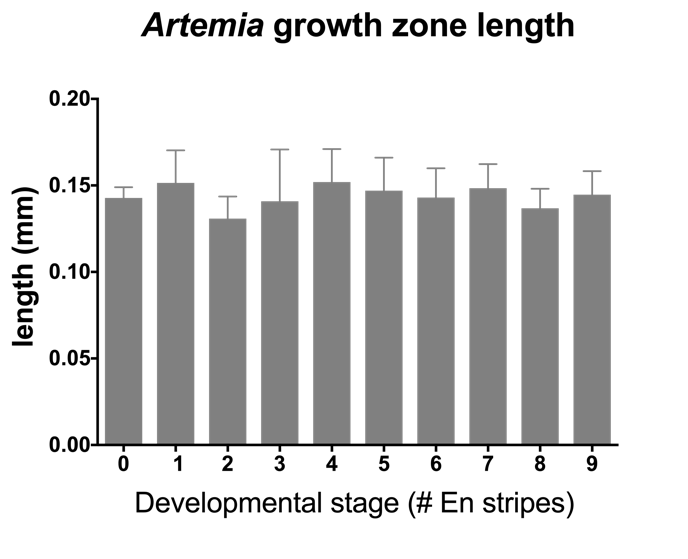 Artemia growth zone length
0.20
0.15
0.10
0.05
0.00
length (mm)
0 1 2 3 4 5 6 7 8 9
Developmental stage (# En stripes)